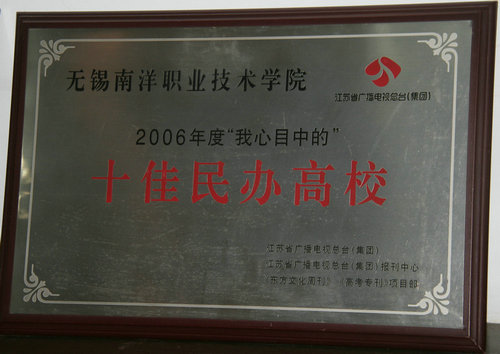 无锡南洋职业技术学院
江苏省广播电视总台(集团)
2006年度“我心目中的”
十佳民办高校
江苏省广播电视总台(集团)
江苏省广播电视总台(集团)报刊中心
《东方文化周刊》《高考专刊》项目部